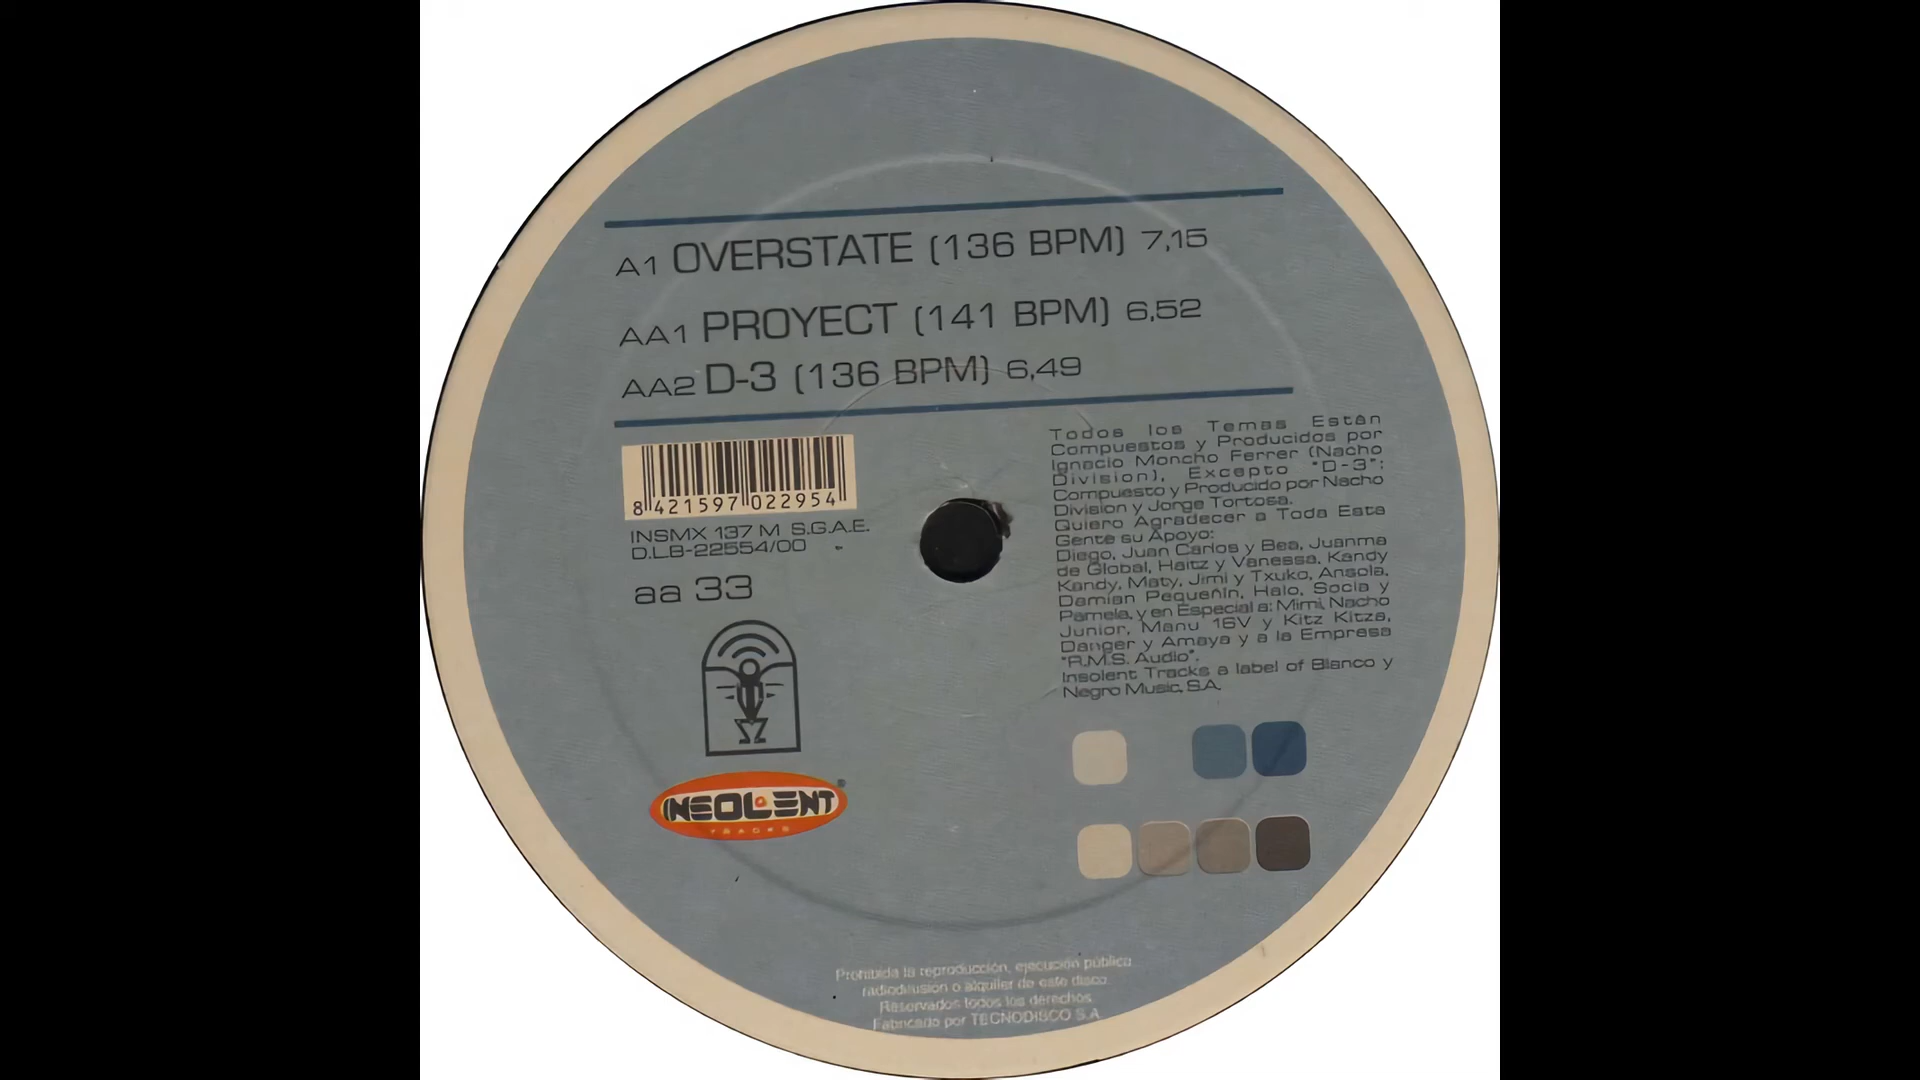 A1 OVERSTATE (136 BPM) 7,15
AA1 PROYECT (141 BPM) 6,52
AA2 D-3 (136 BPM) 6,49
8 421597 022954
INSMX 137 M S.G.A.E.
D.L.B-22554/00
aa 33
INSOLENT
TRACKS
Todos los Temas Están
Compuestos y Producidos por
Ignacio Moncho Ferrer (Nacho
Division), Excepto "D-3":
Compuesto y Producido por Nacho
Division y Jorge Tortosa.
Quiero Agradecer a Toda Esta
Gente su Apoyo:
Diego, Juan Carlos y Bea, Juanma
de Global, Haitz y Vanessa, Kandy
Kandy, Maty, Jimi y Txuko, Ansola,
Damian Pequeñin, Halo, Socia y
Pamela, y en Especial a: Mimi, Nacho
Junior, Manu 16V y Kitz Kitza,
Danger y Amaya y a la Empresa
"R.M.S. Audio".
Insolent Tracks a label of Blanco y
Negro Music, S.A.
Prohibida la reproducción, ejecución pública
radiodifusión o alquiler de este disco.
Reservados todos los derechos.
Fabricado por TECNODISCO S.A.